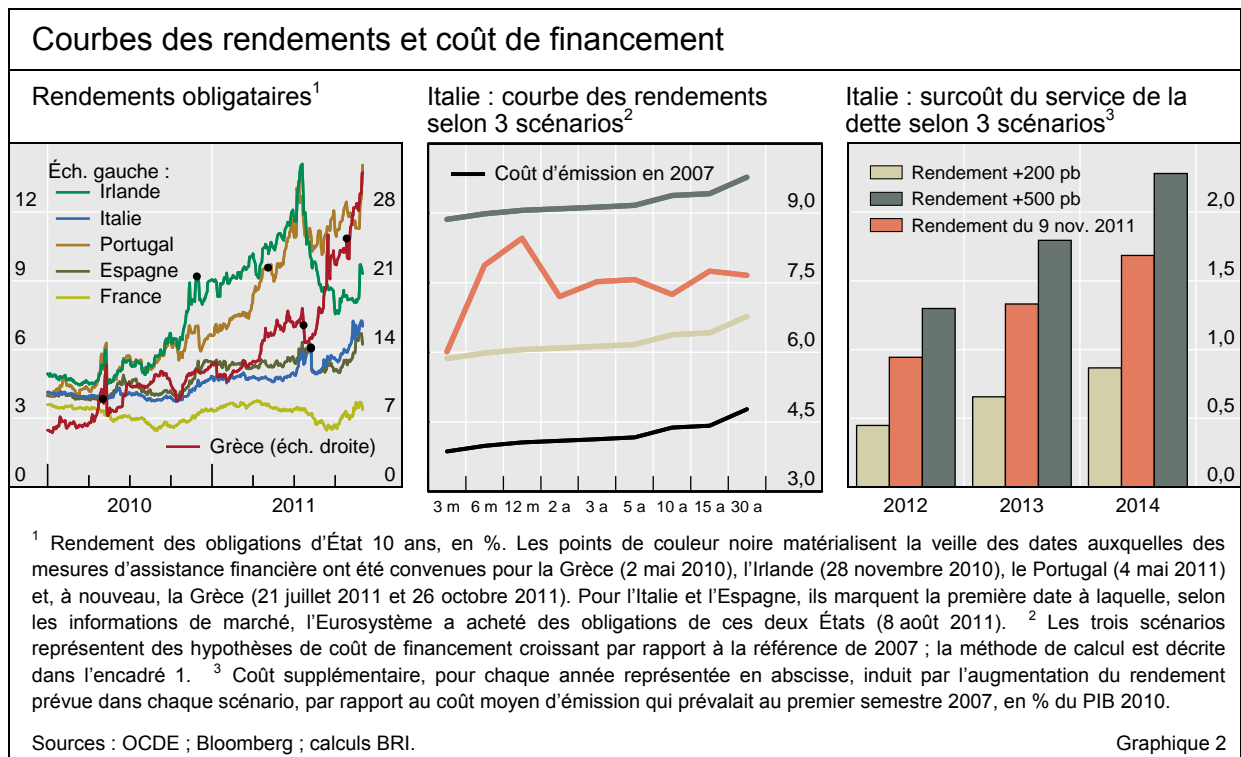 Courbes des rendements et coût de financement
Rendements obligataires¹
Éch. gauche :
Irlande
Italie
Portugal
Espagne
France
Grèce (éch. droite)
12
9
6
3
0
28
21
14
7
0
2010
2011
Italie : courbe des rendements
selon 3 scénarios²
Coût d’émission en 2007
9,0
7,5
6,0
4,5
3,0
3 m 6 m 12 m 2 a 3 a 5 a 10 a 15 a 30 a
Italie : surcoût du service de la
dette selon 3 scénarios³
Rendement +200 pb
Rendement +500 pb
Rendement du 9 nov. 2011
2,0
1,5
1,0
0,5
0,0
2012
2013
2014
¹ Rendement des obligations d’État 10 ans, en %. Les points de couleur noire matérialisent la veille des dates auxquelles des
mesures d’assistance financière ont été convenues pour la Grèce (2 mai 2010), l’Irlande (28 novembre 2010), le Portugal (4 mai 2011)
et, à nouveau, la Grèce (21 juillet 2011 et 26 octobre 2011). Pour l’Italie et l’Espagne, ils marquent la première date à laquelle, selon
les informations de marché, l’Eurosystème a acheté des obligations de ces deux États (8 août 2011). ² Les trois scénarios
représentent des hypothèses de coût de financement croissant par rapport à la référence de 2007 ; la méthode de calcul est décrite
dans l’encadré 1. ³ Coût supplémentaire, pour chaque année représentée en abscisse, induit par l’augmentation du rendement
prévue dans chaque scénario, par rapport au coût moyen d’émission qui prévalait au premier semestre 2007, en % du PIB 2010.
Sources : OCDE ; Bloomberg ; calculs BRI.
Graphique 2